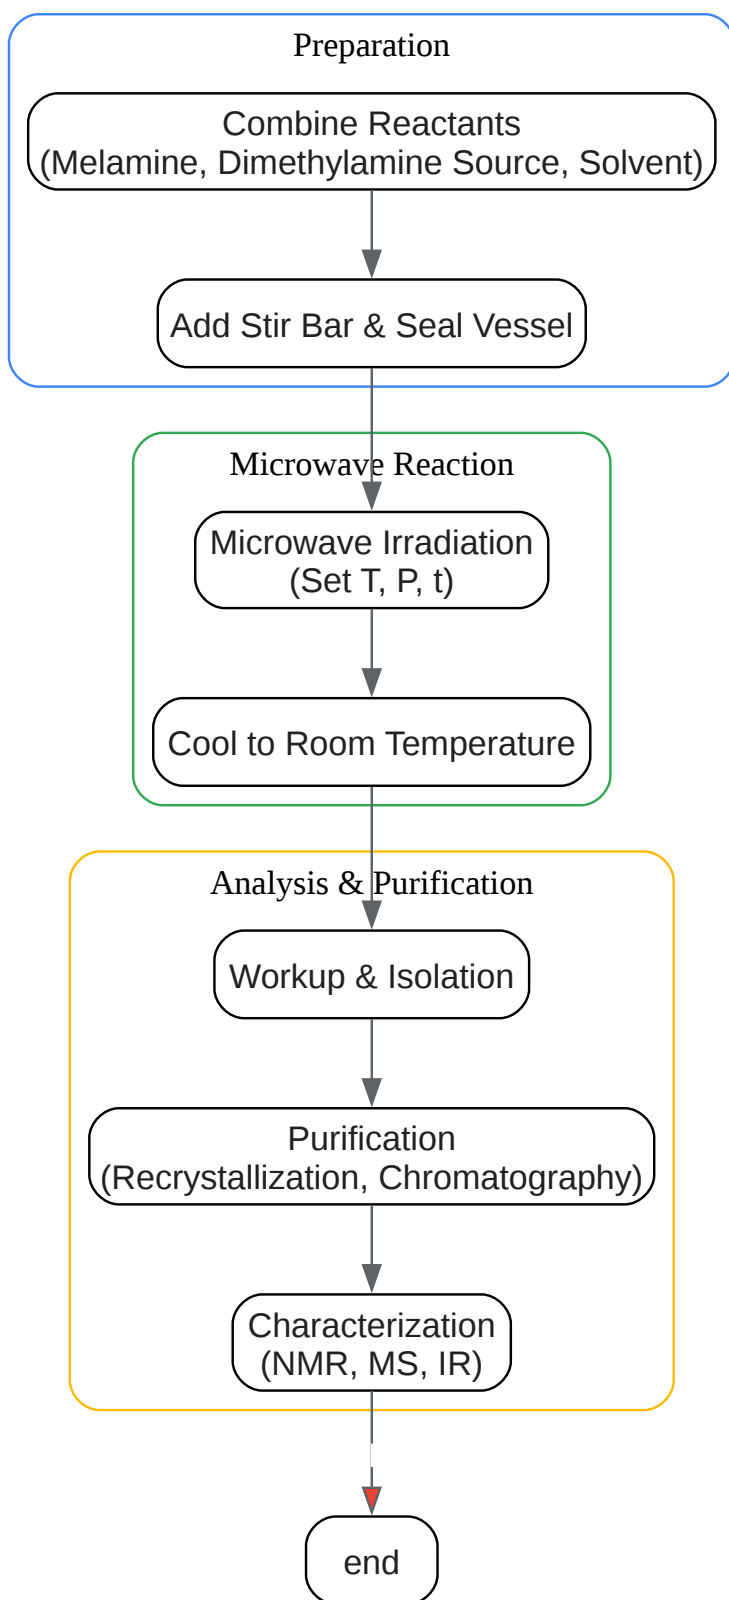 Preparation
Combine Reactants
(Melamine, Dimethylamine Source, Solvent)
Add Stir Bar & Seal Vessel
Microwave Reaction
Microwave Irradiation
(Set T, P, t)
Cool to Room Temperature
Analysis & Purification
Workup & Isolation
Purification
(Recrystallization, Chromatography)
Characterization
(NMR, MS, IR)
end